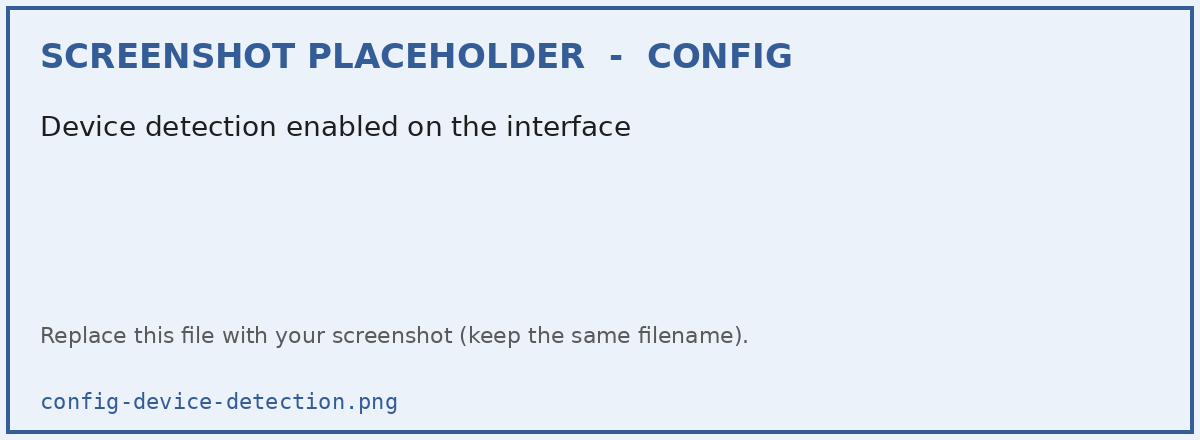 SCREENSHOT PLACEHOLDER - CONFIG
Device detection enabled on the interface
Replace this file with your screenshot (keep the same filename).
config-device-detection.png